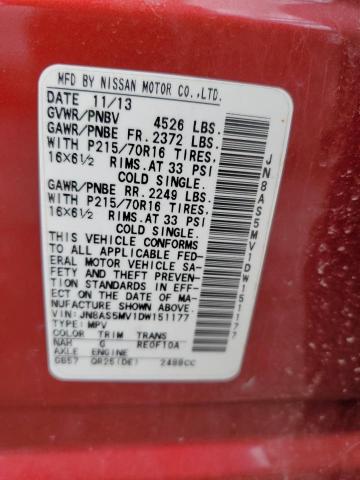 MFD BY NISSAN MOTOR CO.,LTD.
DATE 11/13
GVWR/PNBV 4526 LBS.
GAWR/PNBE FR. 2372 LBS.
WITH P215/70R16 TIRES,
16X6½ RIMS.AT 33 PSI
COLD SINGLE.
GAWR/PNBE RR. 2249 LBS.
WITH P215/70R16 TIRES,
16X6½ RIMS.AT 33 PSI
COLD SINGLE.
THIS VEHICLE CONFORMS
TO ALL APPLICABLE FED-
ERAL MOTOR VEHICLE SA-
FETY AND THEFT PREVEN-
TION STANDARDS IN EFF-
ECT ON THE DATE OF MA-
NUFACTURE SHOWN ABOVE.
VIN: JN8AS5MV1DW151177
TYPE: MPV
COLOR TRIM TRANS
NAH G RE0F10A
AXLE ENGINE
GB57 QR25(DE) 2488CC
JN8AS5MV1DW151177